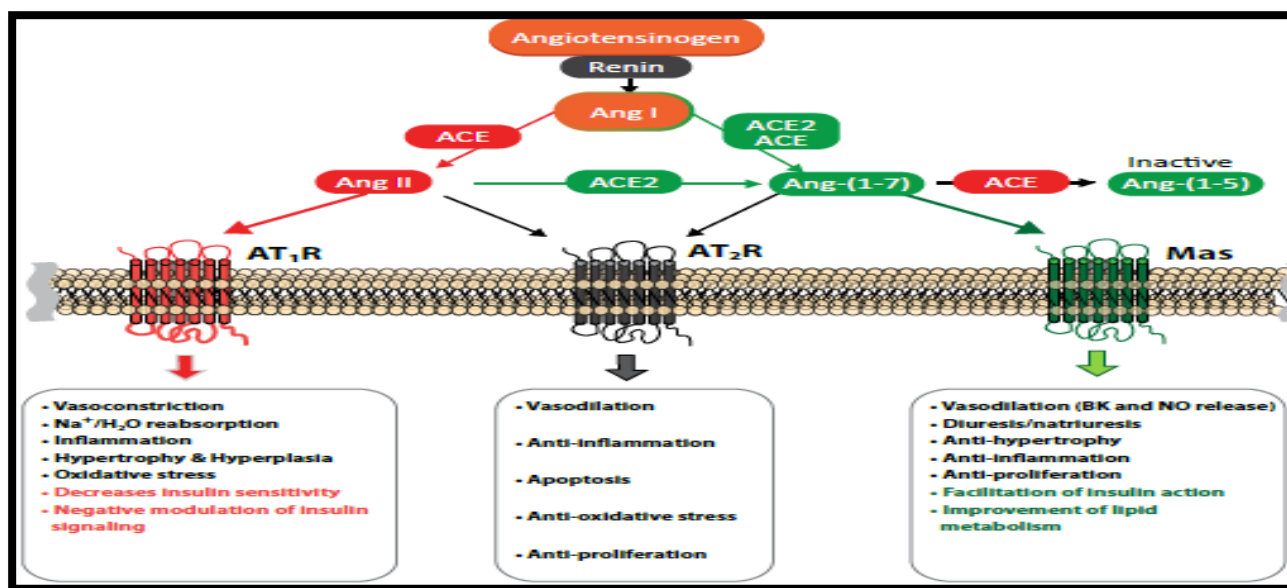 Angiotensinogen
Renin
Ang I
ACE
ACE2
ACE
Inactive
Ang II
ACE2
Ang-(1-7)
ACE
Ang-(1-5)
AT₁R
AT₂R
Mas
- Vasoconstriction
- Na⁺/H₂O reabsorption
- Inflammation
- Hypertrophy & Hyperplasia
- Oxidative stress
- Decreases insulin sensitivity
- Negative modulation of insulin
signaling
- Vasodilation
- Anti-inflammation
- Apoptosis
- Anti-oxidative stress
- Anti-proliferation
- Vasodilation (BK and NO release)
- Diuresis/natriuresis
- Anti-hypertrophy
- Anti-inflammation
- Anti-proliferation
- Facilitation of insulin action
- Improvement of lipid
metabolism